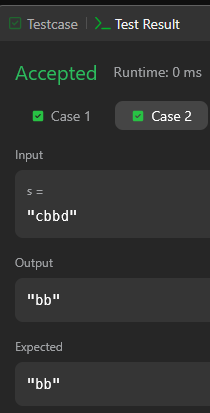 Testcase | Test Result
Accepted Runtime: 0 ms
Case 1 Case 2
Input
s =
"cbbd"
Output
"bb"
Expected
"bb"